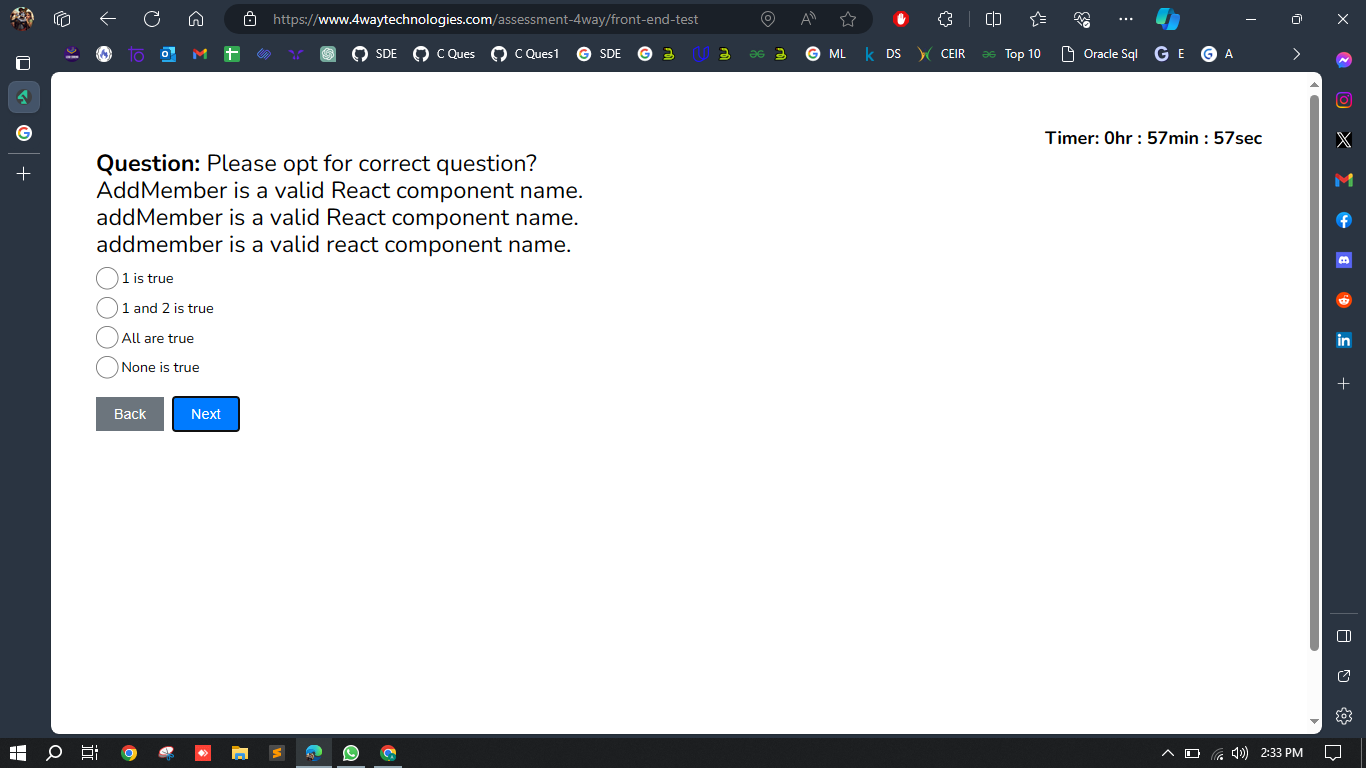 https://www.4waytechnologies.com/assessment-4way/front-end-test
SDE
C Ques
C Ques1
SDE
ML
DS
CEIR
Top 10
Oracle Sql
E
A
Timer: 0hr : 57min : 57sec
Question: Please opt for correct question?
AddMember is a valid React component name.
addMember is a valid React component name.
addmember is a valid react component name.
1 is true
1 and 2 is true
All are true
None is true
Back
Next
2:33 PM